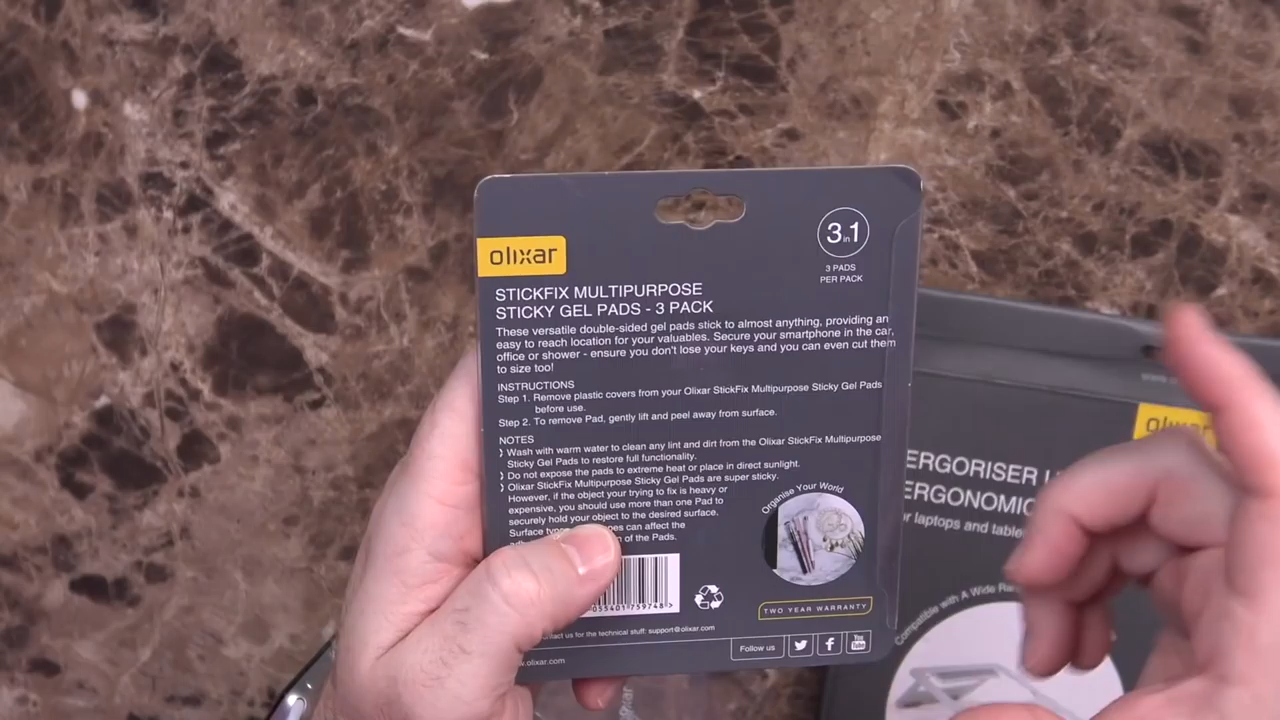 olixar
3in1
3 PADS
PER PACK
STICKFIX MULTIPURPOSE
STICKY GEL PADS - 3 PACK
These versatile double-sided gel pads stick to almost anything, providing an
easy to reach location for your valuables. Secure your smartphone in the car,
office or shower - ensure you don't lose your keys and you can even cut them
to size too!
INSTRUCTIONS
Step 1. Remove plastic covers from your Olixar StickFix Multipurpose Sticky Gel Pads
before use.
Step 2. To remove Pad, gently lift and peel away from surface.
NOTES
Wash with warm water to clean any lint and dirt from the Olixar StickFix Multipurpose
Sticky Gel Pads to restore full functionality.
Do not expose the pads to extreme heat or place in direct sunlight.
Olixar StickFix Multipurpose Sticky Gel Pads are super sticky.
However, if the object your trying to fix is heavy or
expensive, you should use more than one Pad to
securely hold your object to the desired surface.
Surface can affect the
of the Pads.
Organise Your World
055401 759748 >
TWO YEAR WARRANTY
us for the technical stuff: support@olixar.com
.olixar.com
Follow us
You
Tube
olixar
ERGORISER
ERGONOMIC
laptops and
Compatible with A Wide